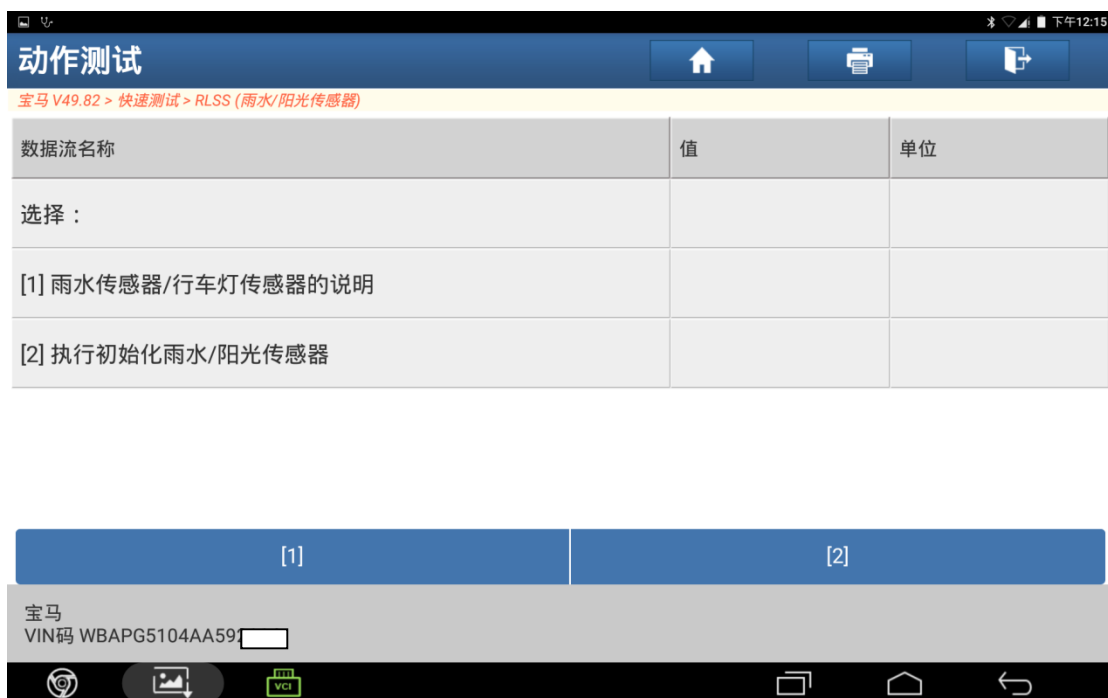 下午12:15
动作测试
宝马 V49.82 > 快速测试 > RLSS (雨水/阳光传感器)
数据流名称 值 单位
选择：
[1] 雨水传感器/行车灯传感器的说明
[2] 执行初始化雨水/阳光传感器
[1] [2]
宝马
VIN码 WBAPG5104AA592
VCI